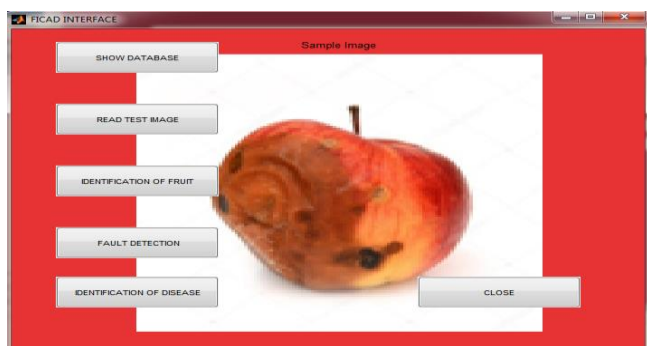 FICAD INTERFACE
Sample Image
SHOW DATABASE
READ TEST IMAGE
IDENTIFICATION OF FRUIT
FAULT DETECTION
IDENTIFICATION OF DISEASE
CLOSE